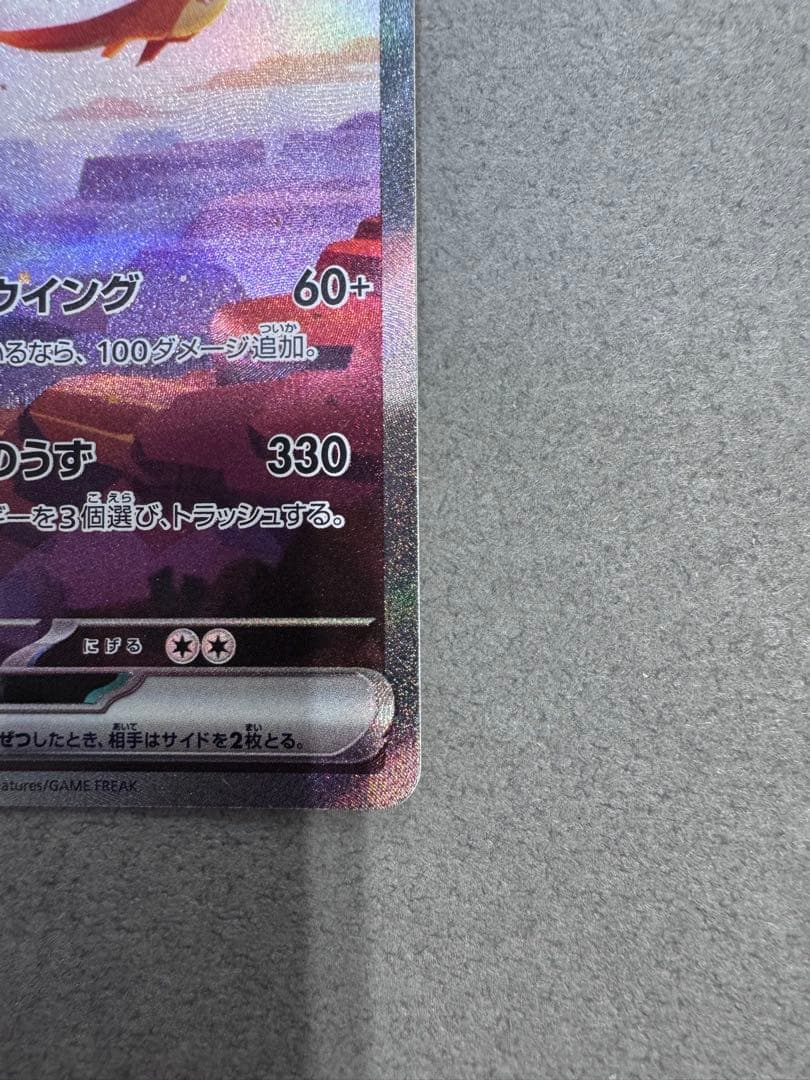 ウイング 60+
いるなら、100ダメージ追加。
ついか
のうず 330
ギーを3個選び、トラッシュする。
こ えら
にげる
ぜつしたとき、相手はサイドを2枚とる。
あいて まい
atures/GAME FREAK